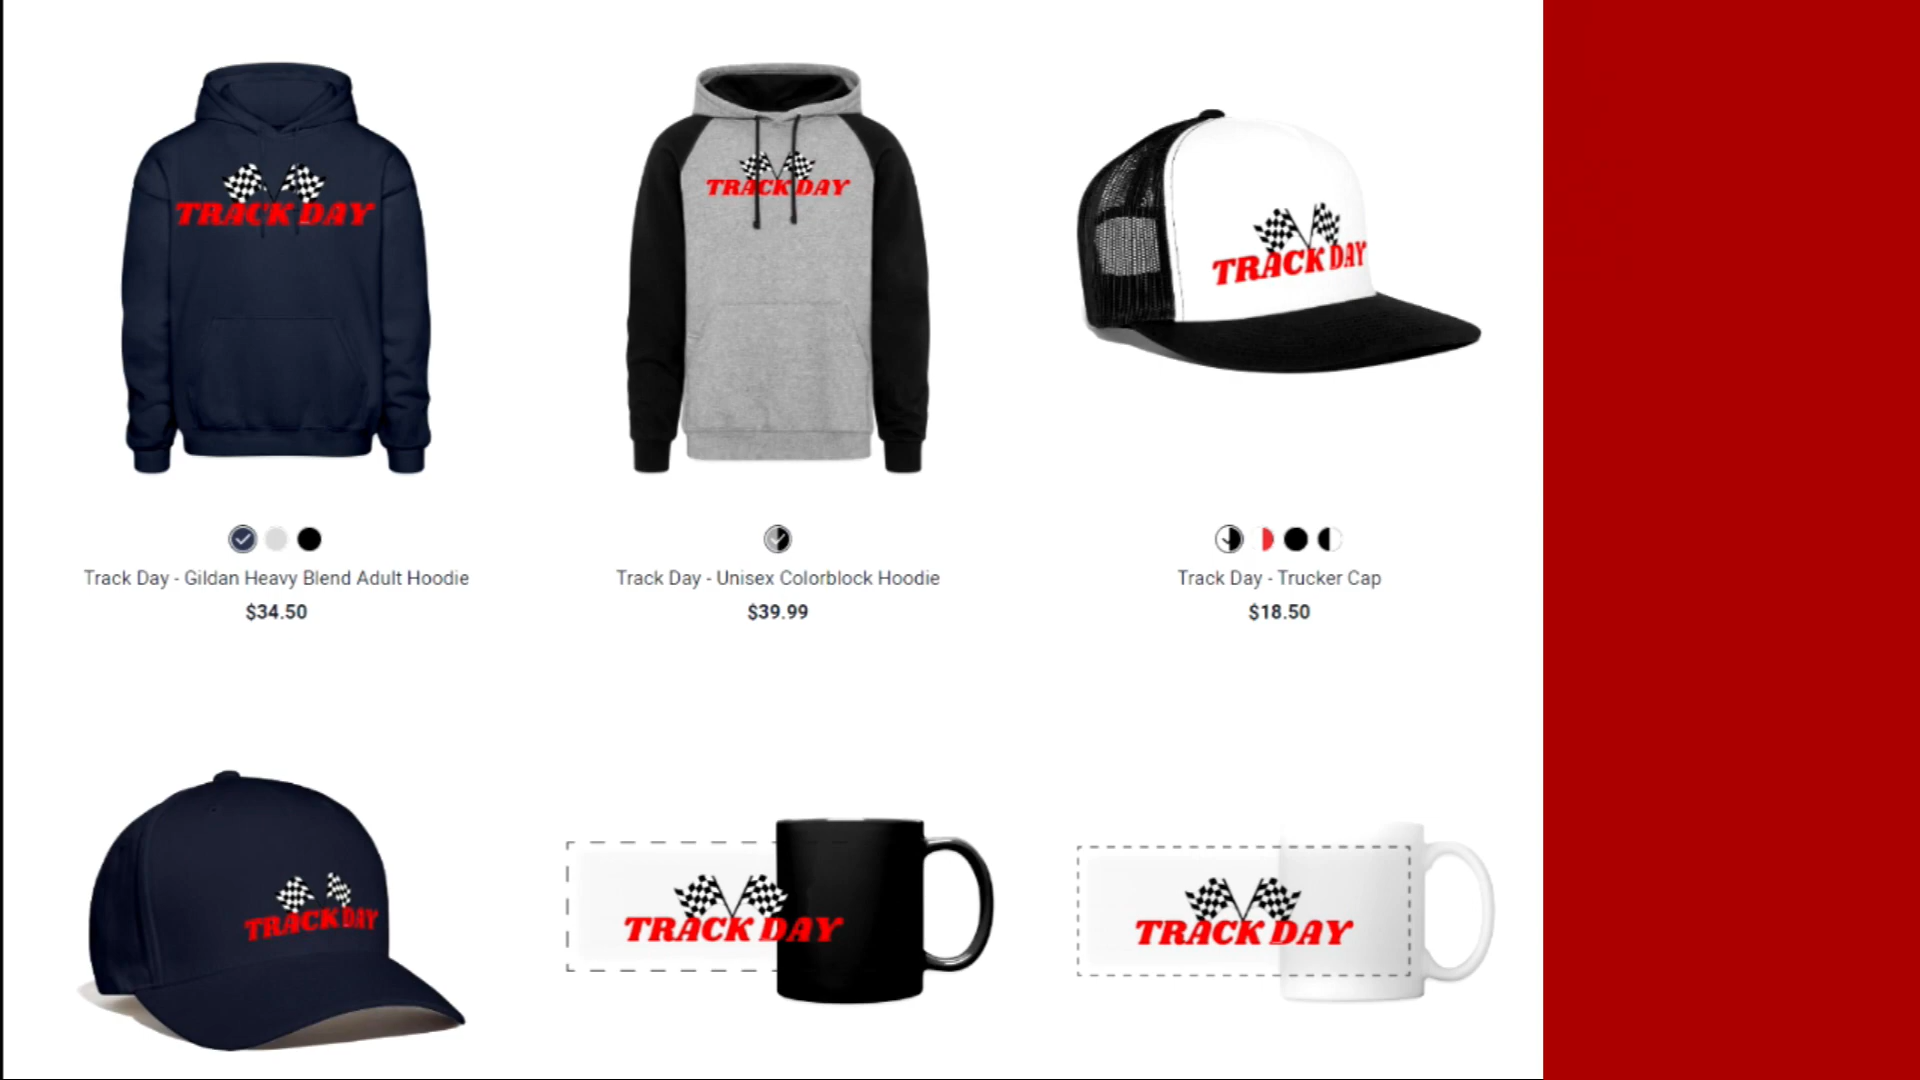 TRACK DAY
TRACK DAY
TRACK DAY
Track Day - Gildan Heavy Blend Adult Hoodie
$34.50
Track Day - Unisex Colorblock Hoodie
$39.99
Track Day - Trucker Cap
$18.50
TRACK DAY
TRACK DAY
TRACK DAY